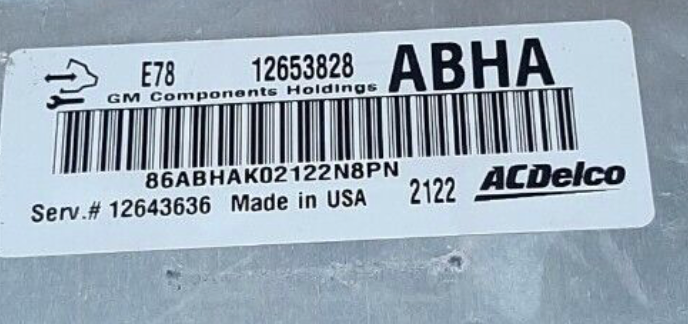 E78 12653828 ABHA
GM Components Holdings
86ABHAK02122N8PN
Serv.# 12643636 Made in USA 2122 ACDelco